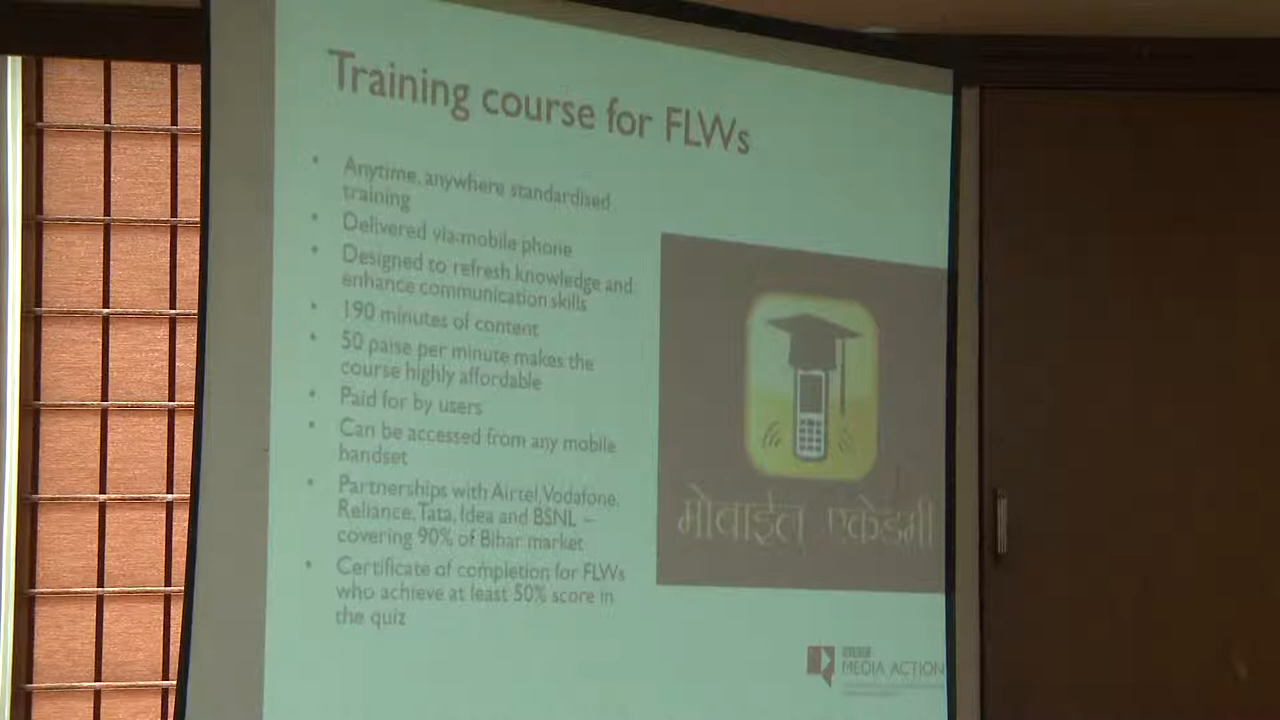 Training course for FLWs
• Anytime, anywhere standardised
training
• Delivered via mobile phone
• Designed to refresh knowledge and
enhance communication skills
• 190 minutes of content
• 50 paise per minute makes the
course highly affordable
• Paid for by users
• Can be accessed from any mobile
handset
• Partnerships with Airtel, Vodafone,
Reliance, Tata, Idea and BSNL –
covering 90% of Bihar market
• Certificate of completion for FLWs
who achieve at least 50% score in
the quiz
मोबाईल एकेडमी
BBC
MEDIA ACTION